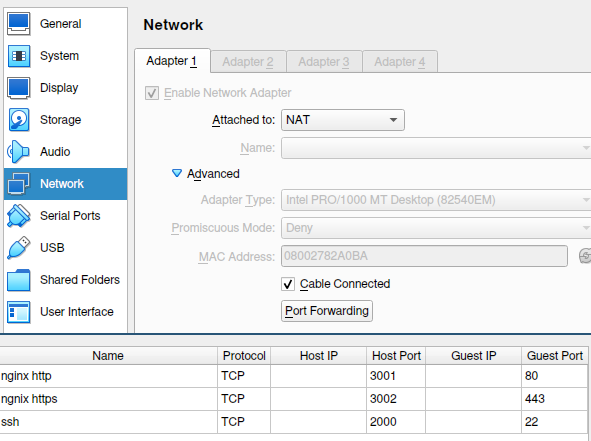 General
System
Display
Storage
Audio
Network
Serial Ports
USB
Shared Folders
User Interface
Network
Adapter 1 Adapter 2 Adapter 3 Adapter 4
Enable Network Adapter
Attached to: NAT
Name:
Advanced
Adapter Type: Intel PRO/1000 MT Desktop (82540EM)
Promiscuous Mode: Deny
MAC Address: 08002782A0BA
Cable Connected
Port Forwarding
Name Protocol Host IP Host Port Guest IP Guest Port
nginx http TCP 3001 80
ngnix https TCP 3002 443
ssh TCP 2000 22